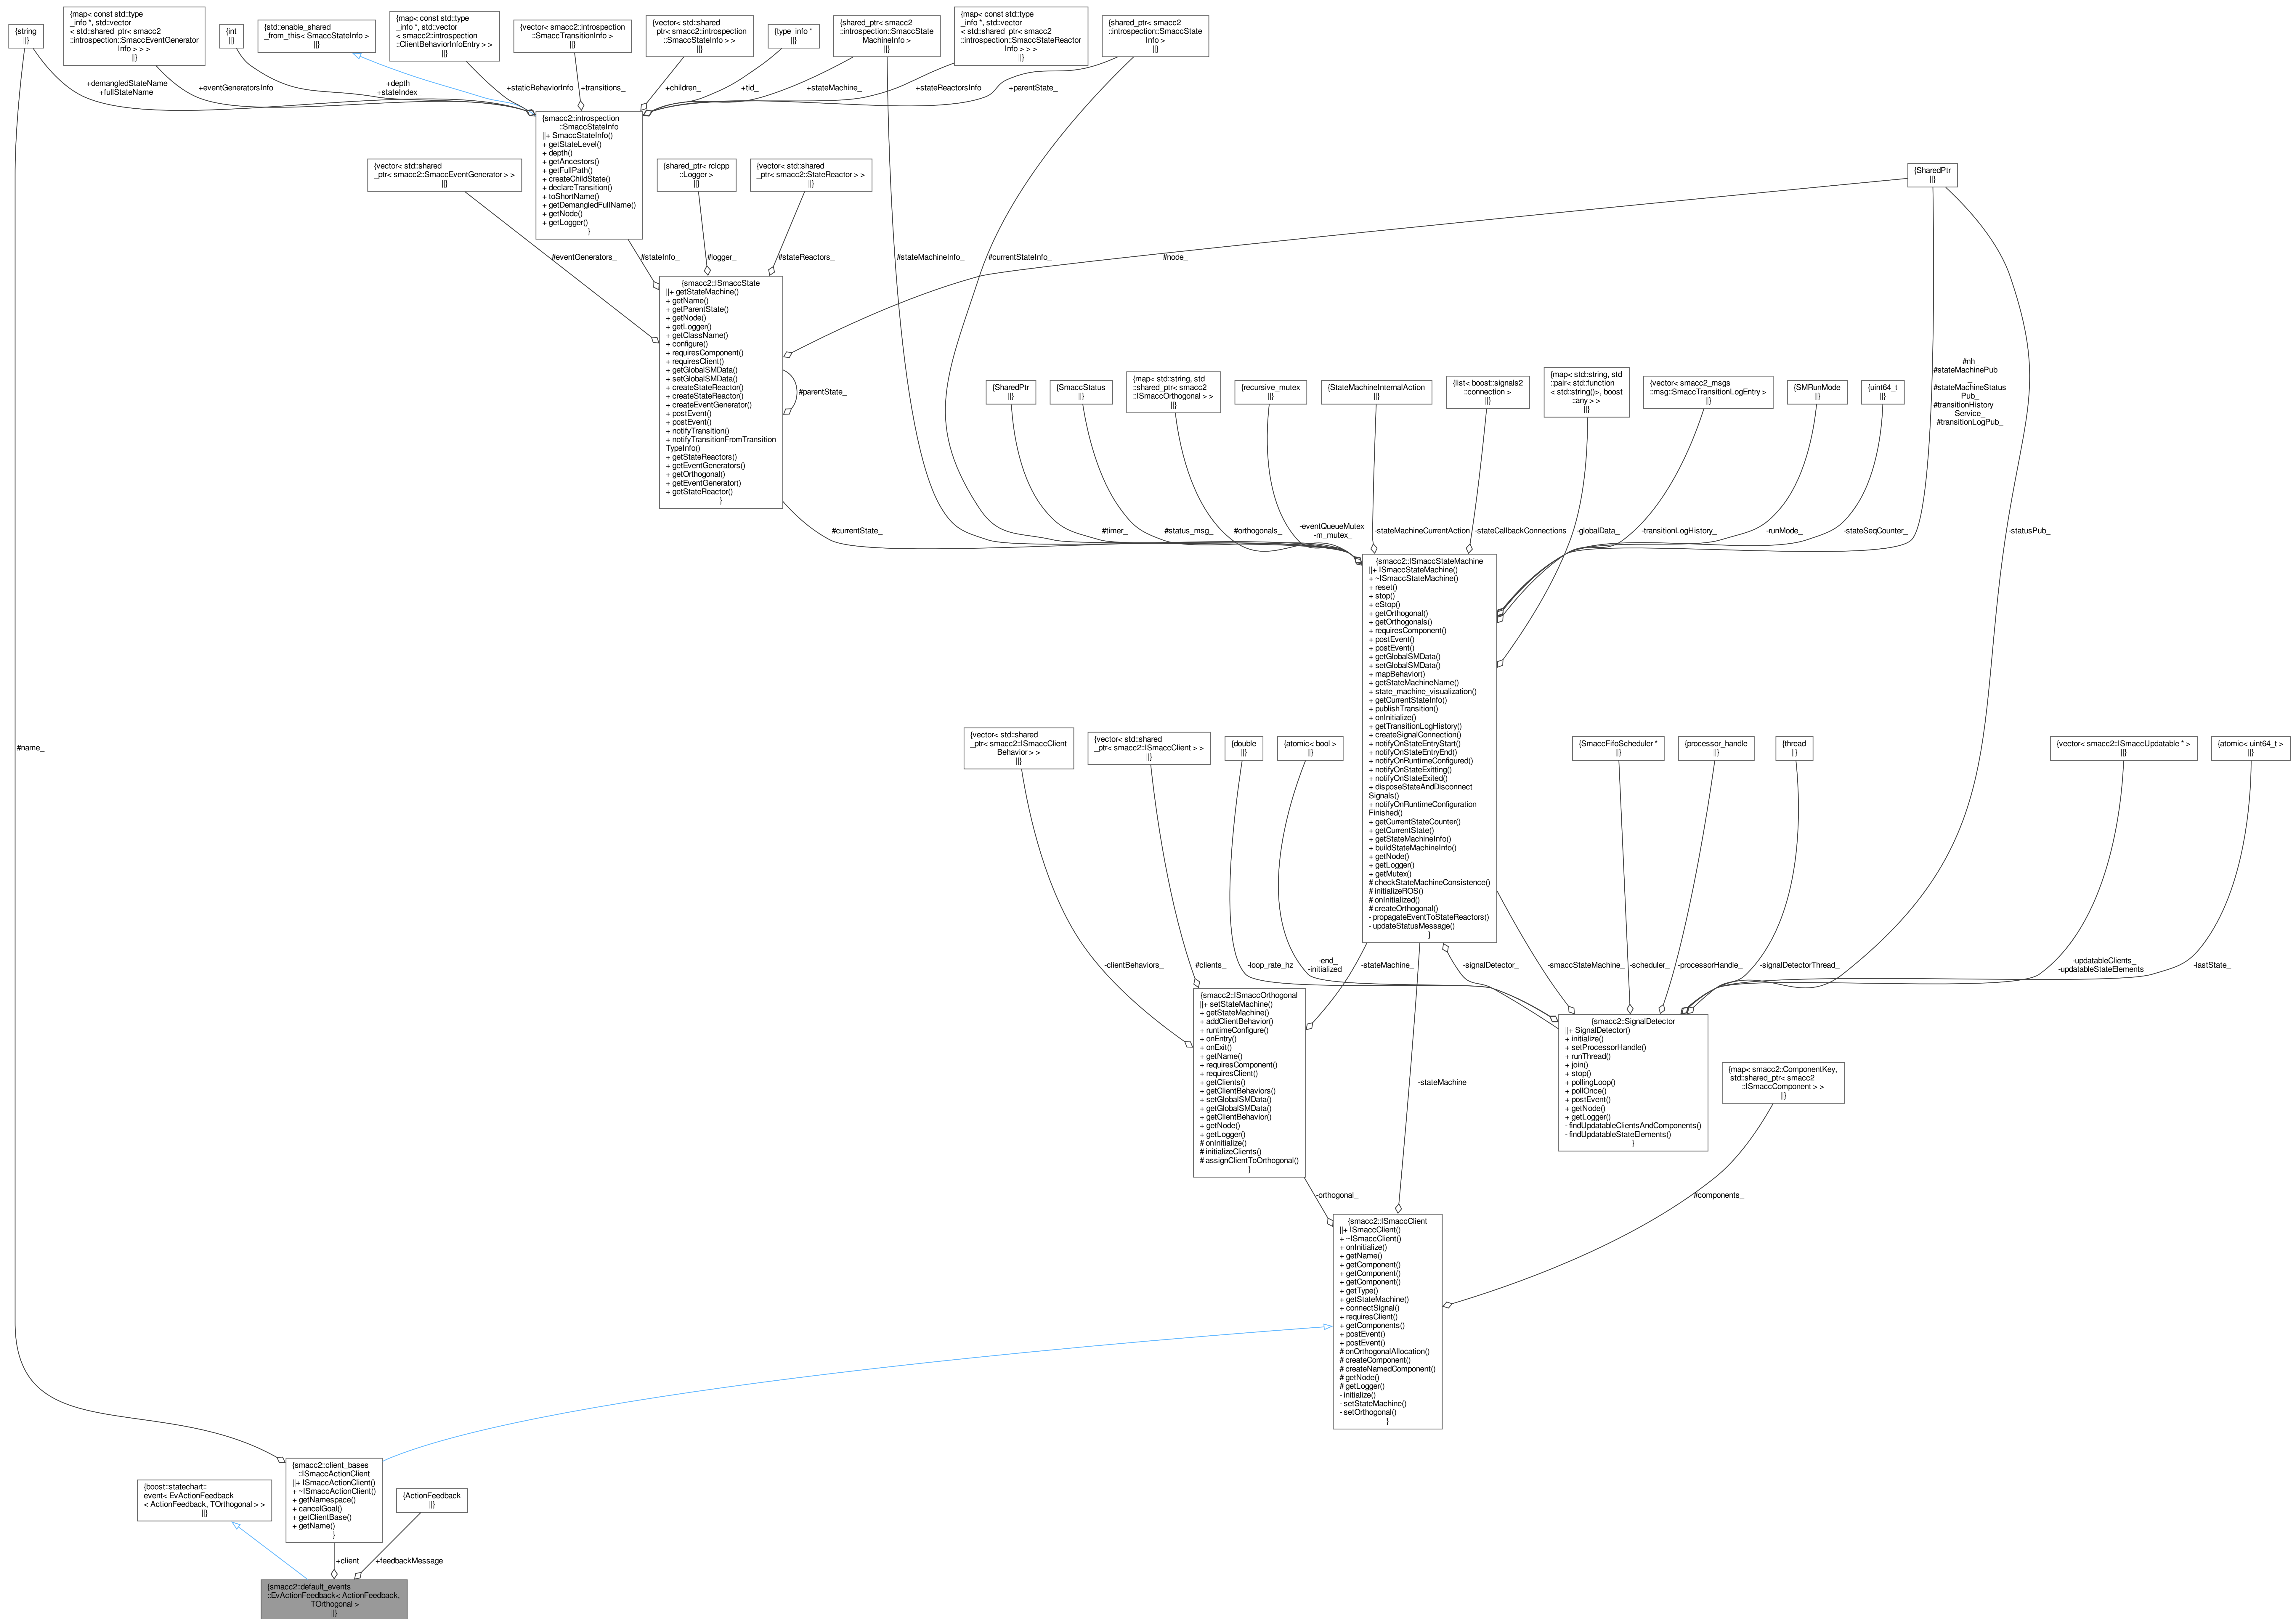 {string
||}
{map< const std::type
_info *, std::vector
< std::shared_ptr< smacc2
::introspection::SmaccEventGenerator
Info > > >
||}
{int
||}
{std::enable_shared
_from_this< SmaccStateInfo >
||}
{map< const std::type
_info *, std::vector
< smacc2::introspection
::ClientBehaviorInfoEntry > >
||}
{vector< smacc2::introspection
::SmaccTransitionInfo >
||}
{vector< std::shared
_ptr< smacc2::introspection
::SmaccStateInfo > >
||}
{type_info *
||}
{shared_ptr< smacc2
::introspection::SmaccState
MachineInfo >
||}
{map< const std::type
_info *, std::vector
< std::shared_ptr< smacc2
::introspection::SmaccStateReactor
Info > > >
||}
{shared_ptr< smacc2
::introspection::SmaccState
Info >
||}
+demangledStateName
+fullStateName
+eventGeneratorsInfo
+depth_
+stateIndex_
+staticBehaviorInfo
+transitions_
+children_
+tid_
+stateMachine_
+stateReactorsInfo
+parentState_
{smacc2::introspection
::SmaccStateInfo
||+ SmaccStateInfo()
+ getStateLevel()
+ depth()
+ getAncestors()
+ getFullPath()
+ createChildState()
+ declareTransition()
+ toShortName()
+ getDemangledFullName()
+ getNode()
+ getLogger()
}
{vector< std::shared
_ptr< smacc2::SmaccEventGenerator > >
||}
{shared_ptr< rclcpp
::Logger >
||}
{vector< std::shared
_ptr< smacc2::StateReactor > >
||}
{SharedPtr
||}
#eventGenerators_
#stateInfo_
#logger_
#stateReactors_
#stateMachineInfo_
#currentStateInfo_
#node_
{smacc2::ISmaccState
||+ getStateMachine()
+ getName()
+ getParentState()
+ getNode()
+ getLogger()
+ getClassName()
+ configure()
+ requiresComponent()
+ requiresClient()
+ getGlobalSMData()
+ setGlobalSMData()
+ createStateReactor()
+ createStateReactor()
+ createEventGenerator()
+ postEvent()
+ postEvent()
+ notifyTransition()
+ notifyTransitionFromTransition
TypeInfo()
+ getStateReactors()
+ getEventGenerators()
+ getOrthogonal()
+ getEventGenerator()
+ getStateReactor()
}
#parentState_
{SharedPtr
||}
{SmaccStatus
||}
{map< std::string, std
::shared_ptr< smacc2
::ISmaccOrthogonal > >
||}
{recursive_mutex
||}
{StateMachineInternalAction
||}
{list< boost::signals2
::connection >
||}
{map< std::string, std
::pair< std::function
< std::string()>, boost
::any > >
||}
{vector< smacc2_msgs
::msg::SmaccTransitionLogEntry >
||}
{SMRunMode
||}
{uint64_t
||}
#nh_
#stateMachinePub
_
#stateMachineStatus
Pub_
#transitionHistory
Service_
#transitionLogPub_
#currentState_
#timer_
#status_msg_
#orthogonals_
-eventQueueMutex_
-m_mutex_
-stateMachineCurrentAction
-stateCallbackConnections
-globalData_
-transitionLogHistory_
-runMode_
-stateSeqCounter_
-statusPub_
{smacc2::ISmaccStateMachine
||+ ISmaccStateMachine()
+ ~ISmaccStateMachine()
+ reset()
+ stop()
+ eStop()
+ getOrthogonal()
+ getOrthogonals()
+ requiresComponent()
+ postEvent()
+ postEvent()
+ getGlobalSMData()
+ setGlobalSMData()
+ mapBehavior()
+ getStateMachineName()
+ state_machine_visualization()
+ getCurrentStateInfo()
+ publishTransition()
+ onInitialize()
+ getTransitionLogHistory()
+ createSignalConnection()
+ notifyOnStateEntryStart()
+ notifyOnStateEntryEnd()
+ notifyOnRuntimeConfigured()
+ notifyOnStateExitting()
+ notifyOnStateExited()
+ disposeStateAndDisconnect
Signals()
+ notifyOnRuntimeConfiguration
Finished()
+ getCurrentStateCounter()
+ getCurrentState()
+ getStateMachineInfo()
+ buildStateMachineInfo()
+ getNode()
+ getLogger()
+ getMutex()
# checkStateMachineConsistence()
# initializeROS()
# onInitialized()
# createOrthogonal()
- propagateEventToStateReactors()
- updateStatusMessage()
}
#name_
{vector< std::shared
_ptr< smacc2::ISmaccClient
Behavior > >
||}
{vector< std::shared
_ptr< smacc2::ISmaccClient > >
||}
{double
||}
{atomic< bool >
||}
{SmaccFifoScheduler *
||}
{processor_handle
||}
{thread
||}
{vector< smacc2::ISmaccUpdatable * >
||}
{atomic< uint64_t >
||}
-clientBehaviors_
#clients_
-loop_rate_hz
-end_
-initialized_
-stateMachine_
-signalDetector_
-smaccStateMachine_
-scheduler_
-processorHandle_
-signalDetectorThread_
-updatableClients_
-updatableStateElements_
-lastState_
{smacc2::ISmaccOrthogonal
||+ setStateMachine()
+ getStateMachine()
+ addClientBehavior()
+ runtimeConfigure()
+ onEntry()
+ onExit()
+ getName()
+ requiresComponent()
+ requiresClient()
+ getClients()
+ getClientBehaviors()
+ setGlobalSMData()
+ getGlobalSMData()
+ getClientBehavior()
+ getNode()
+ getLogger()
# onInitialize()
# initializeClients()
# assignClientToOrthogonal()
}
{smacc2::SignalDetector
||+ SignalDetector()
+ initialize()
+ setProcessorHandle()
+ runThread()
+ join()
+ stop()
+ pollingLoop()
+ pollOnce()
+ postEvent()
+ getNode()
+ getLogger()
- findUpdatableClientsAndComponents()
- findUpdatableStateElements()
}
{map< smacc2::ComponentKey,
std::shared_ptr< smacc2
::ISmaccComponent > >
||}
-stateMachine_
-orthogonal_
#components_
{smacc2::ISmaccClient
||+ ISmaccClient()
+ ~ISmaccClient()
+ onInitialize()
+ getName()
+ getComponent()
+ getComponent()
+ getComponent()
+ getType()
+ getStateMachine()
+ connectSignal()
+ requiresClient()
+ getComponents()
+ postEvent()
+ postEvent()
# onOrthogonalAllocation()
# createComponent()
# createNamedComponent()
# getNode()
# getLogger()
- initialize()
- setStateMachine()
- setOrthogonal()
}
{boost::statechart::
event< EvActionFeedback
< ActionFeedback, TOrthogonal > >
||}
{smacc2::client_bases
::ISmaccActionClient
||+ ISmaccActionClient()
+ ~ISmaccActionClient()
+ getNamespace()
+ cancelGoal()
+ getClientBase()
+ getName()
}
{ActionFeedback
||}
+client
+feedbackMessage
{smacc2::default_events
::EvActionFeedback< ActionFeedback,
TOrthogonal >
||}